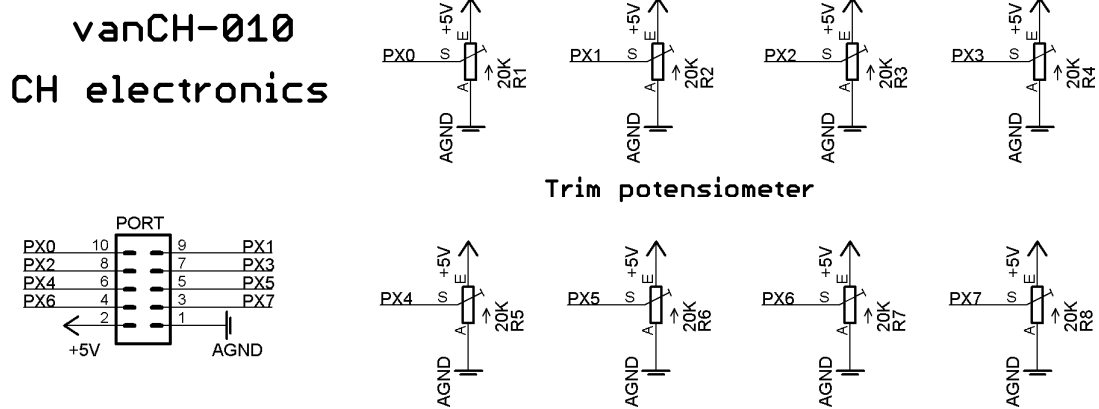 vanCH-010
CH electronics
+5V
E
PX0 S
20K
R1
A
AGND
+5V
E
PX1 S
20K
R2
A
AGND
+5V
E
PX2 S
20K
R3
A
AGND
+5V
E
PX3 S
20K
R4
A
AGND
Trim potensiometer
PORT
PX0 10 9 PX1
PX2 8 7 PX3
PX4 6 5 PX5
PX6 4 3 PX7
2 1
+5V AGND
+5V
E
PX4 S
20K
R5
A
AGND
+5V
E
PX5 S
20K
R6
A
AGND
+5V
E
PX6 S
20K
R7
A
AGND
+5V
E
PX7 S
20K
R8
A
AGND